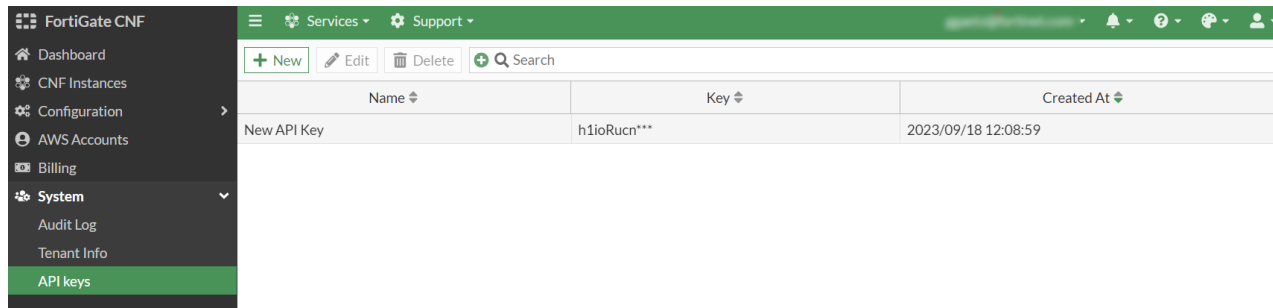 FortiGate CNF
Services
Support
Dashboard
CNF Instances
Configuration
AWS Accounts
Billing
System
Audit Log
Tenant Info
API keys
New
Edit
Delete
Search
Name Key Created At
New API Key h1ioRucn*** 2023/09/18 12:08:59